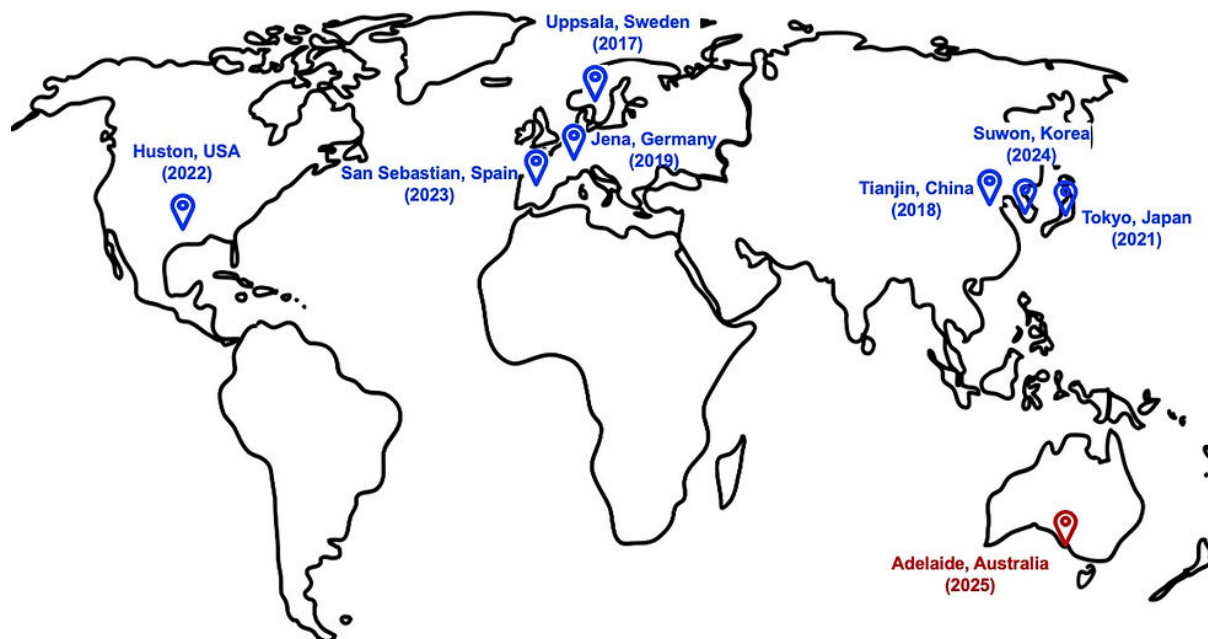 Uppsala, Sweden
(2017)
Huston, USA
(2022)
San Sebastian, Spain
(2023)
Jena, Germany
(2019)
Suwon, Korea
(2024)
Tianjin, China
(2018)
Tokyo, Japan
(2021)
Adelaide, Australia
(2025)